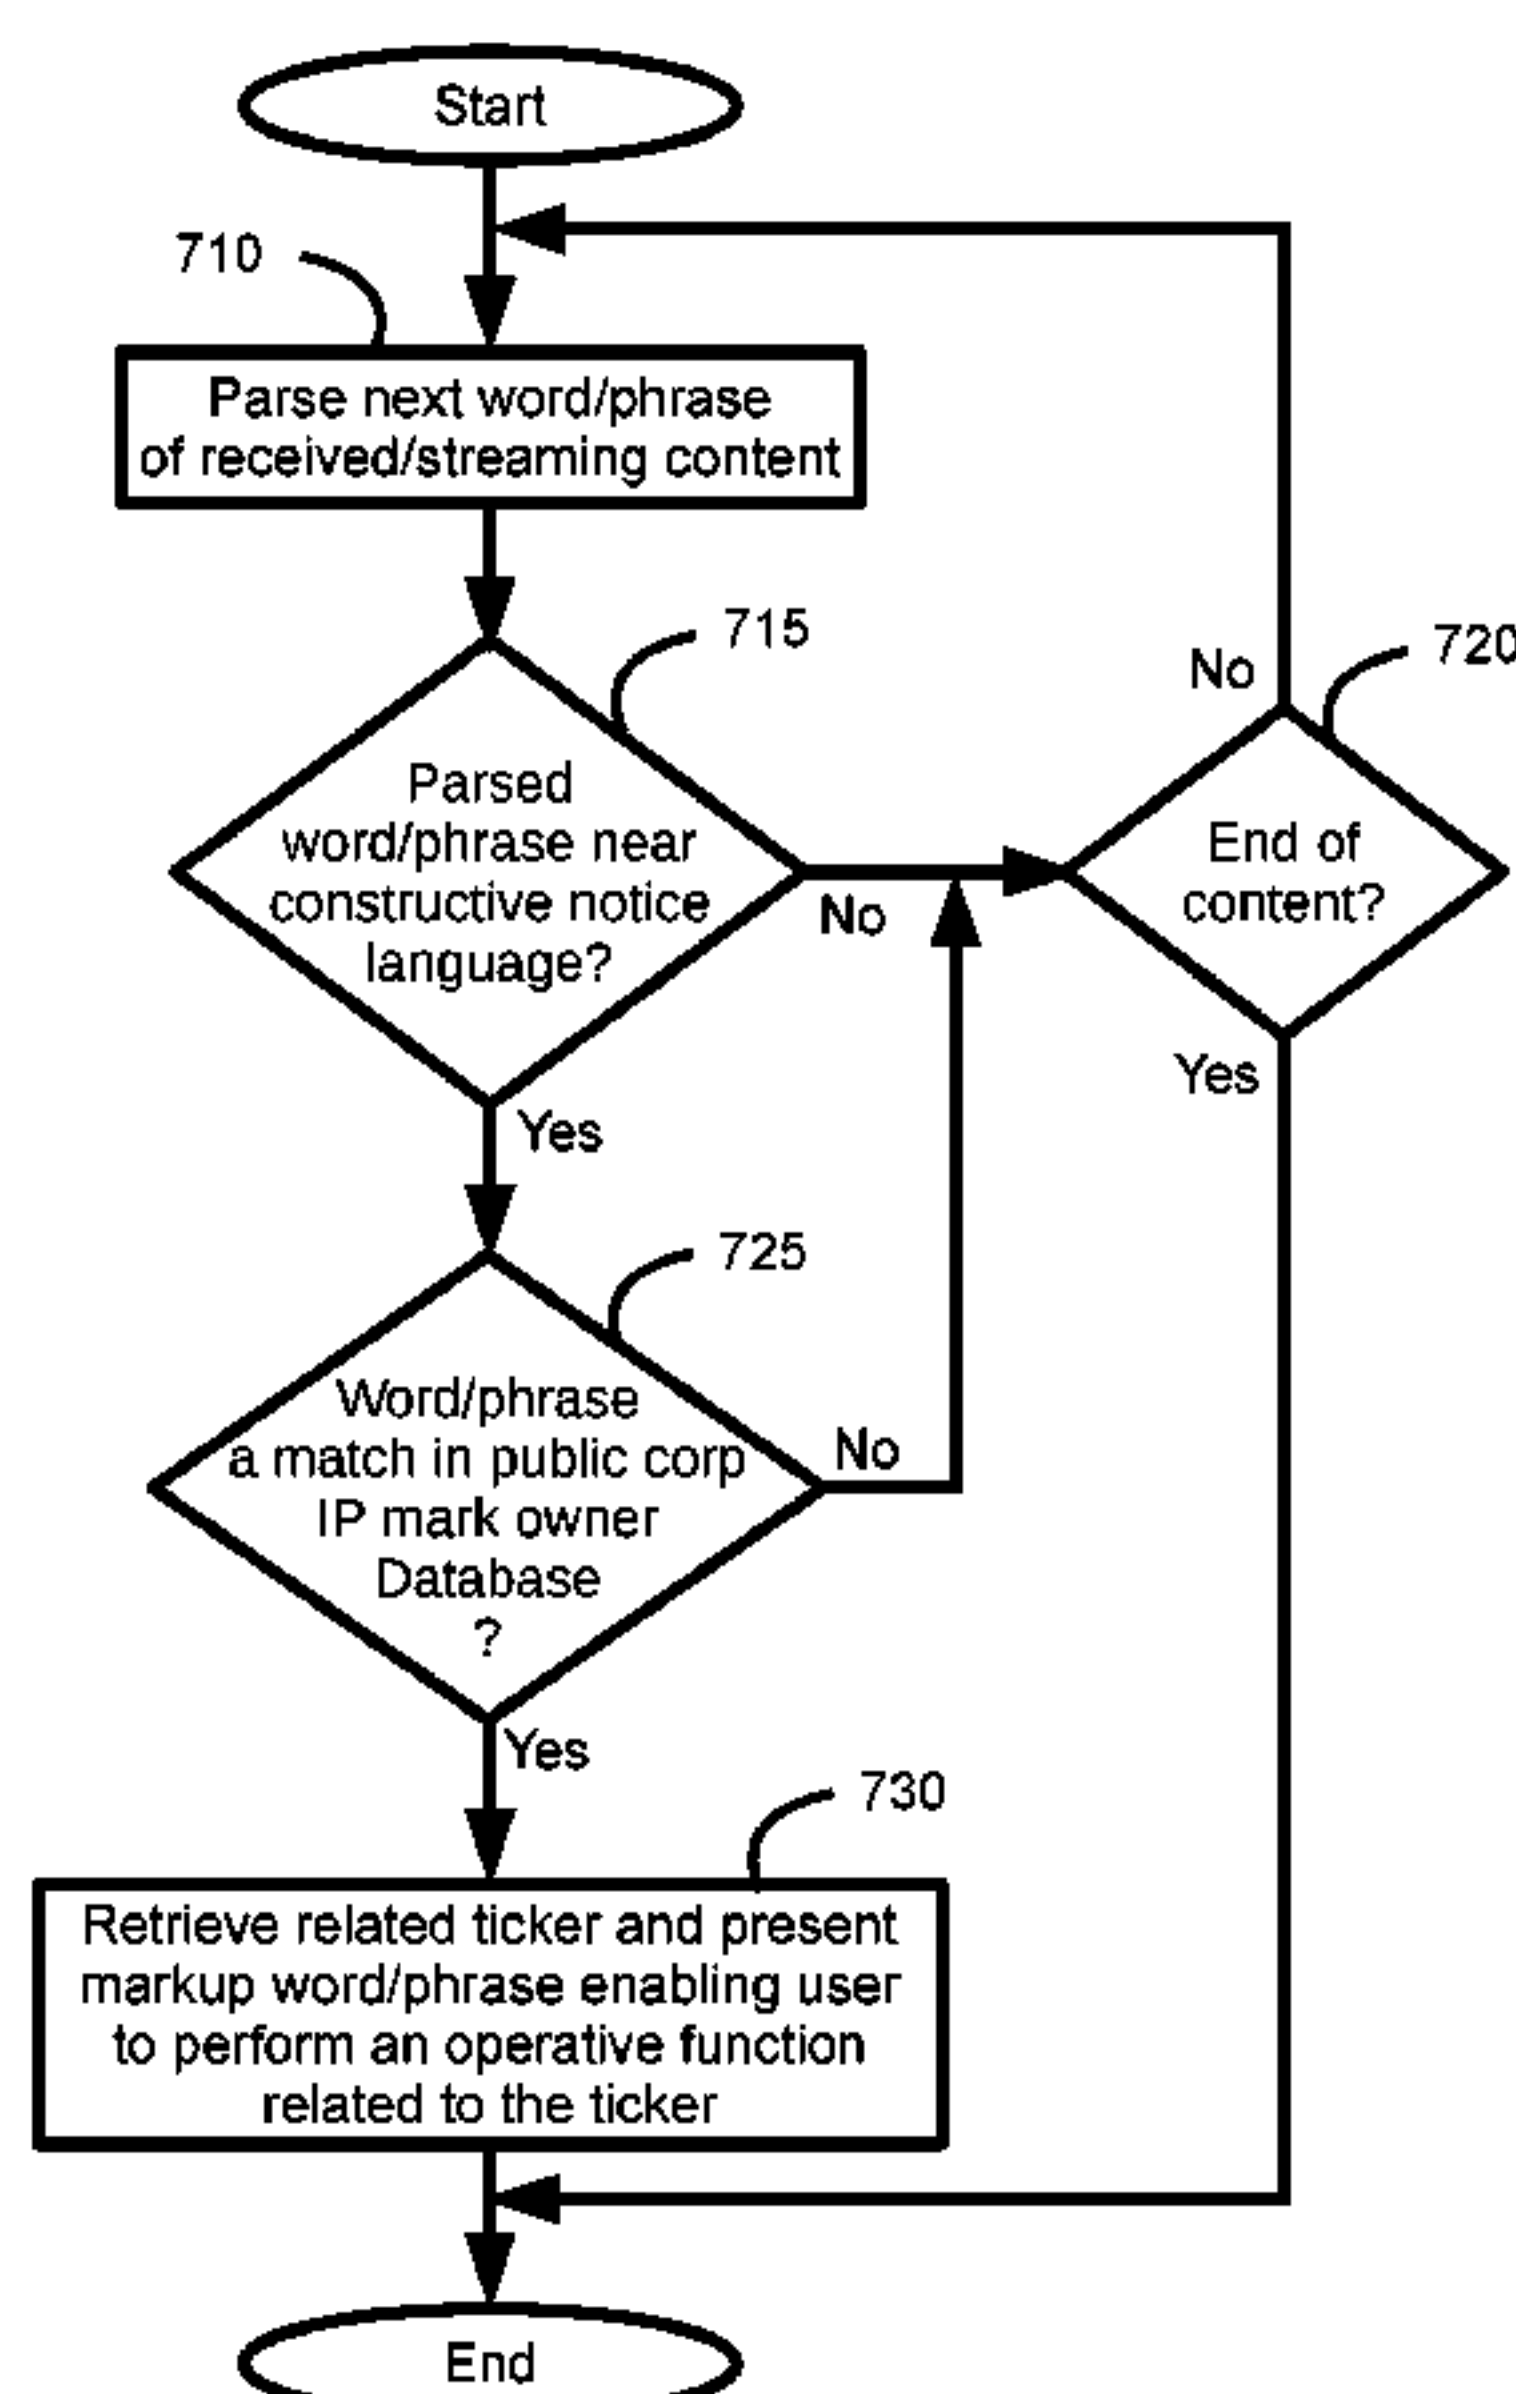 Start
710
Parse next word/phrase
of received/streaming content
715
Parsed
word/phrase near
constructive notice
language?
No
Yes
720
No
End of
content?
Yes
725
Word/phrase
a match in public corp
IP mark owner
Database
?
No
Yes
730
Retrieve related ticker and present
markup word/phrase enabling user
to perform an operative function
related to the ticker
End